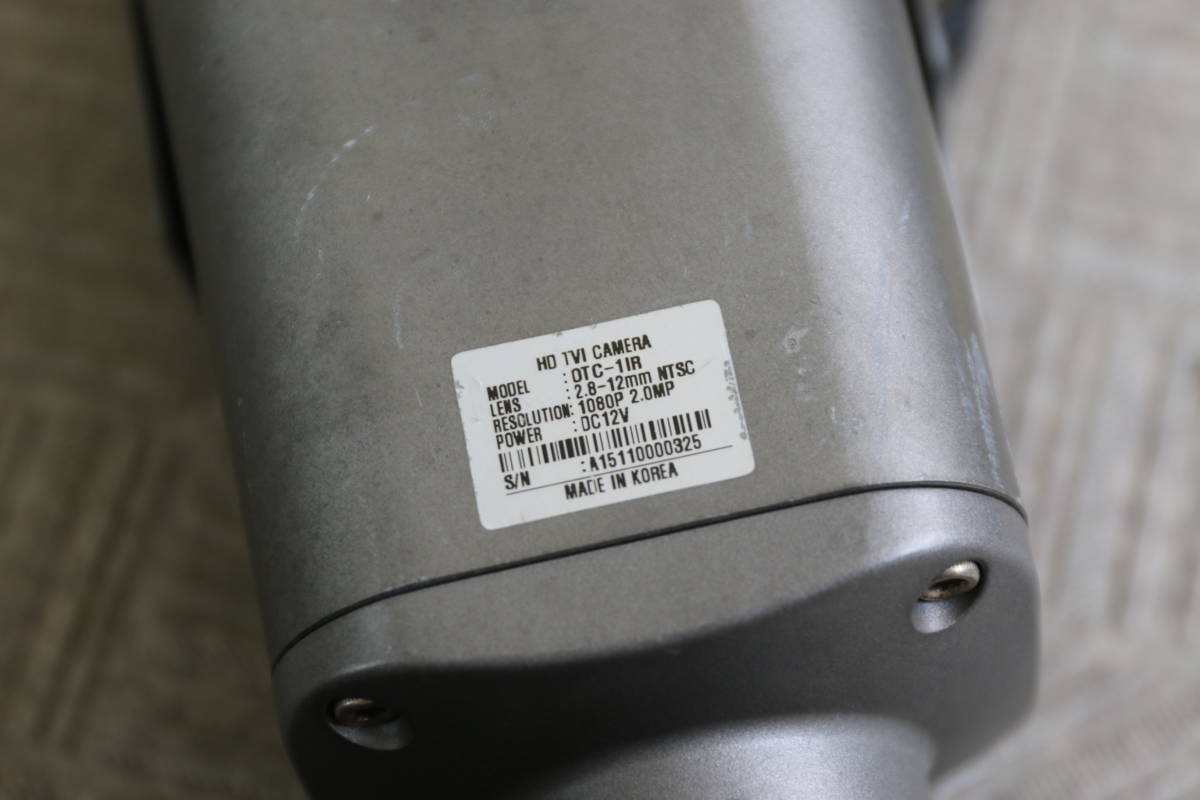 HD TVI CAMERA
MODEL : OTC-1IR
LENS : 2.8-12mm NTSC
RESOLUTION: 1080P 2.0MP
POWER : DC12V
S/N : A15110000325
MADE IN KOREA